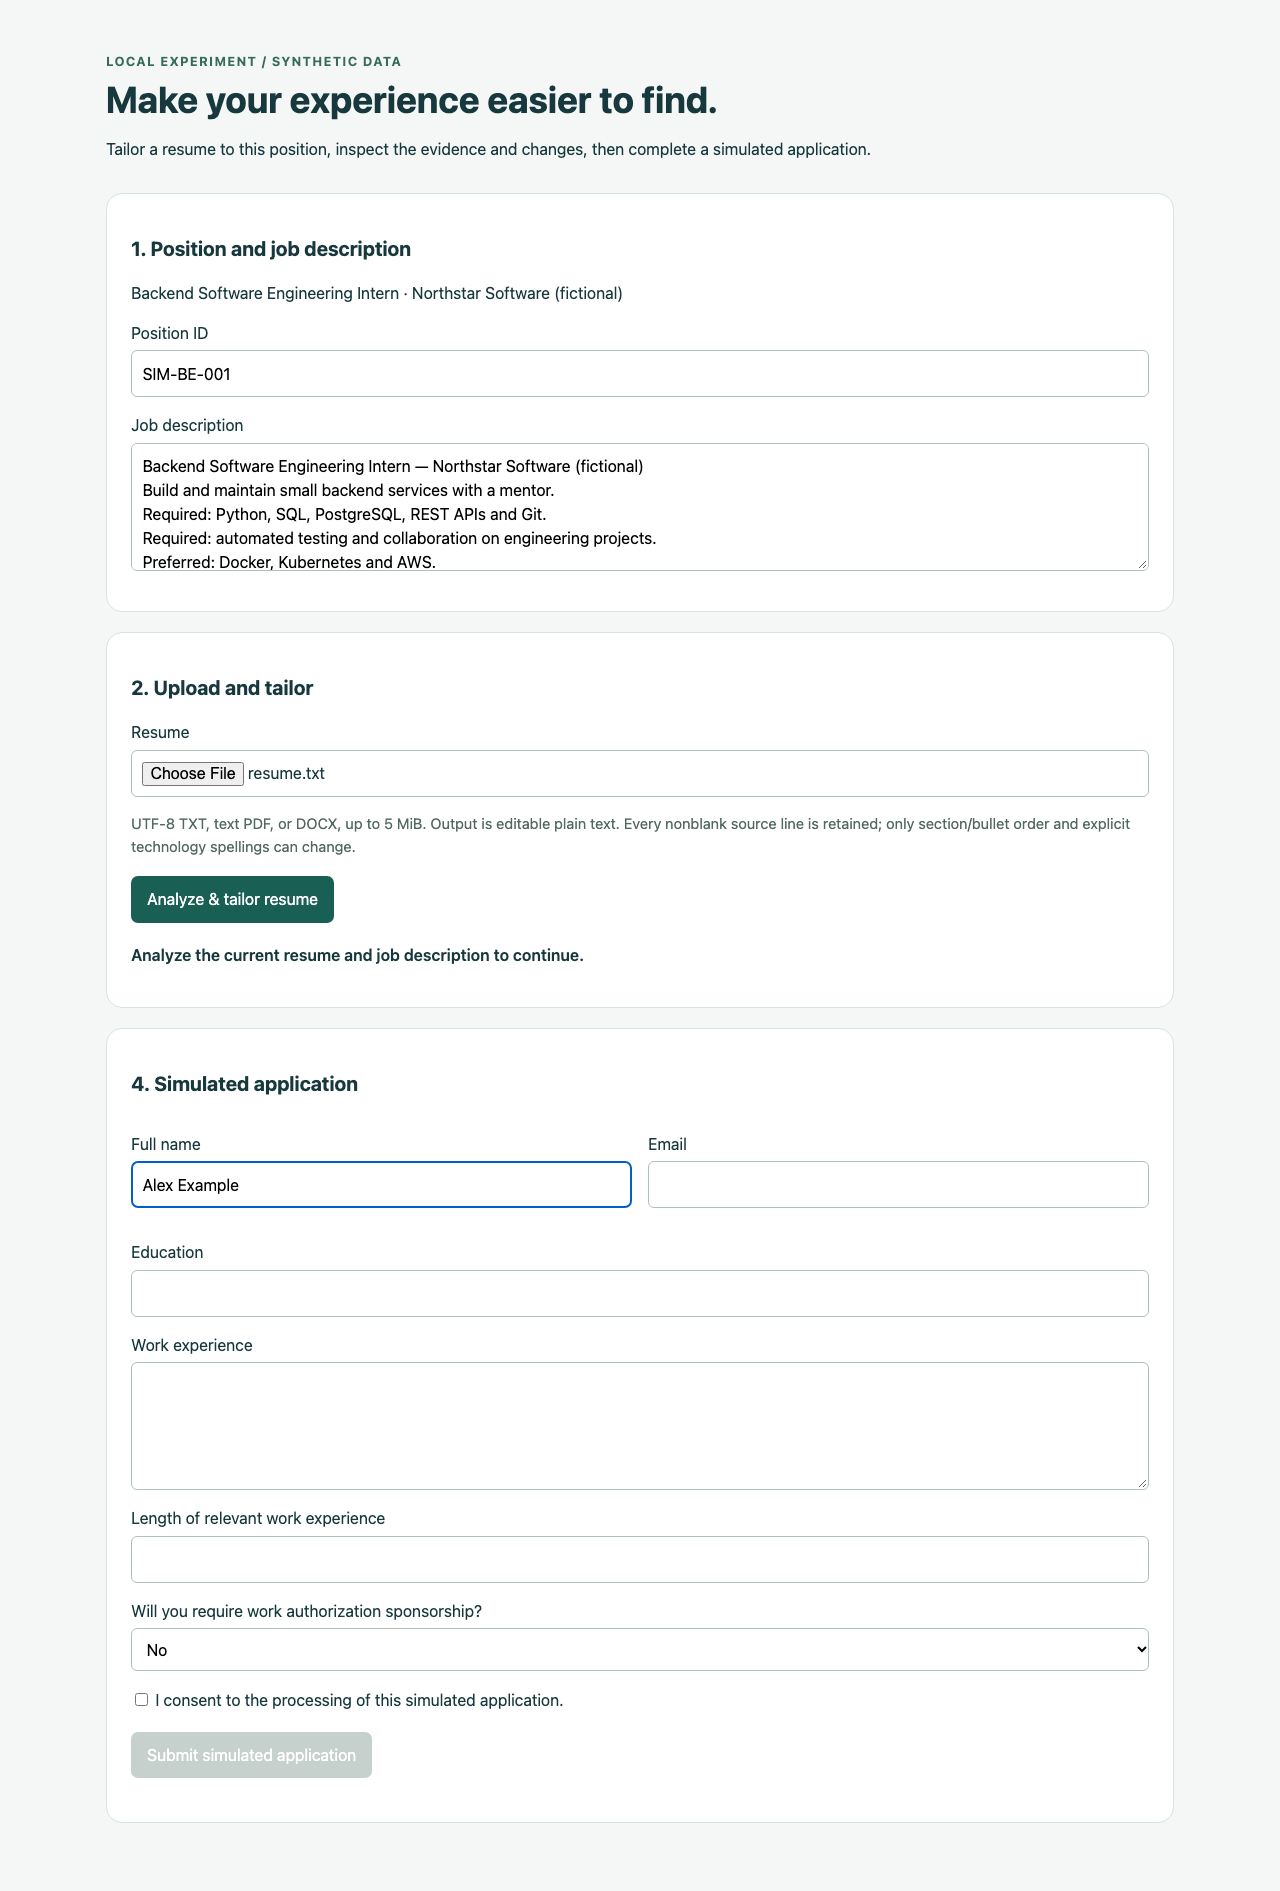 LOCAL EXPERIMENT / SYNTHETIC DATA
Make your experience easier to find.
Tailor a resume to this position, inspect the evidence and changes, then complete a simulated application.
1. Position and job description
Backend Software Engineering Intern · Northstar Software (fictional)
Position ID
SIM-BE-001
Job description
Backend Software Engineering Intern — Northstar Software (fictional)
Build and maintain small backend services with a mentor.
Required: Python, SQL, PostgreSQL, REST APIs and Git.
Required: automated testing and collaboration on engineering projects.
Preferred: Docker, Kubernetes and AWS.
2. Upload and tailor
Resume
Choose File resume.txt
UTF-8 TXT, text PDF, or DOCX, up to 5 MiB. Output is editable plain text. Every nonblank source line is retained; only section/bullet order and explicit
technology spellings can change.
Analyze & tailor resume
Analyze the current resume and job description to continue.
4. Simulated application
Full name Email
Alex Example
Education
Work experience
Length of relevant work experience
Will you require work authorization sponsorship?
No
I consent to the processing of this simulated application.
Submit simulated application